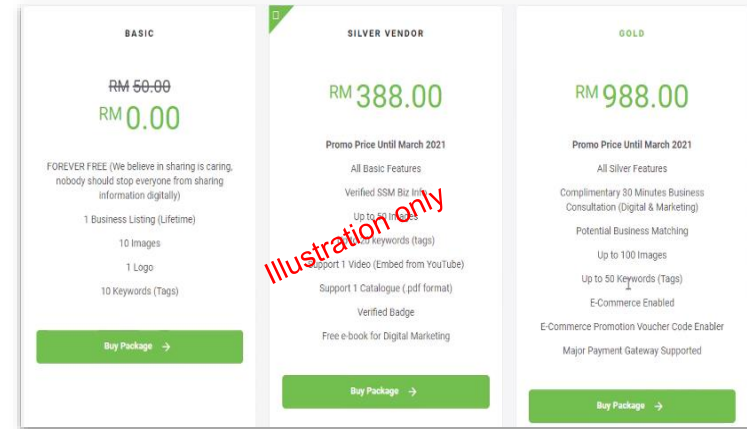 BASIC
RM 50.00
RM 0.00
FOREVER FREE (We believe in sharing is caring,
nobody should stop everyone from sharing
information digitally)
1 Business Listing (Lifetime)
10 Images
1 Logo
10 Keywords (Tags)
Buy Package →
SILVER VENDOR
RM 388.00
Promo Price Until March 2021
All Basic Features
Verified SSM Biz Info
Up to 50 Images
20 keywords (tags)
Support 1 Video (Embed from YouTube)
Support 1 Catalogue (.pdf format)
Verified Badge
Free e-book for Digital Marketing
Buy Package →
Illustration only
GOLD
RM 988.00
Promo Price Until March 2021
All Silver Features
Complimentary 30 Minutes Business
Consultation (Digital & Marketing)
Potential Business Matching
Up to 100 Images
Up to 50 Keywords (Tags)
E-Commerce Enabled
E-Commerce Promotion Voucher Code Enabler
Major Payment Gateway Supported
Buy Package →